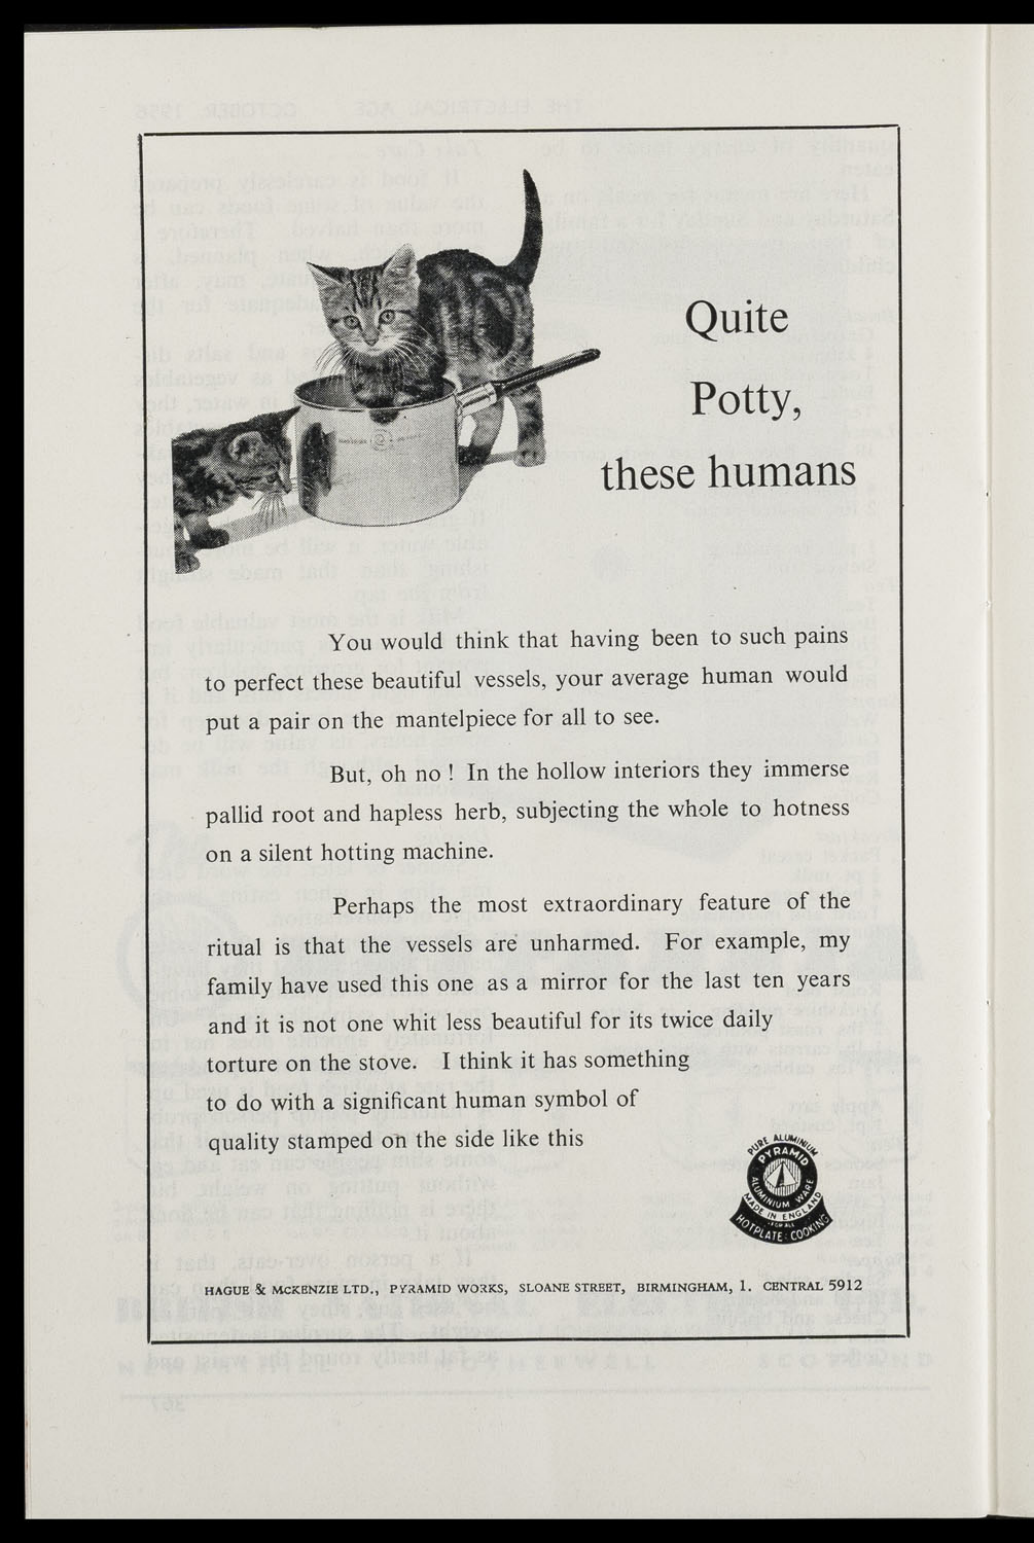 Quite
Potty,
these humans
You would think that having been to such pains
to perfect these beautiful vessels, your average human would
put a pair on the mantelpiece for all to see.
But, oh no ! In the hollow interiors they immerse
pallid root and hapless herb, subjecting the whole to hotness
on a silent hotting machine.
Perhaps the most extraordinary feature of the
ritual is that the vessels are unharmed. For example, my
family have used this one as a mirror for the last ten years
and it is not one whit less beautiful for its twice daily
torture on the stove. I think it has something
to do with a significant human symbol of
quality stamped on the side like this
PURE ALUMINIUM
PYRAMID
ALUMINIUM WARE
MADE IN ENGLAND
FOR ALL
HOTPLATE COOKING
HAGUE & McKENZIE LTD., PYRAMID WORKS, SLOANE STREET, BIRMINGHAM, 1. CENTRAL 5912